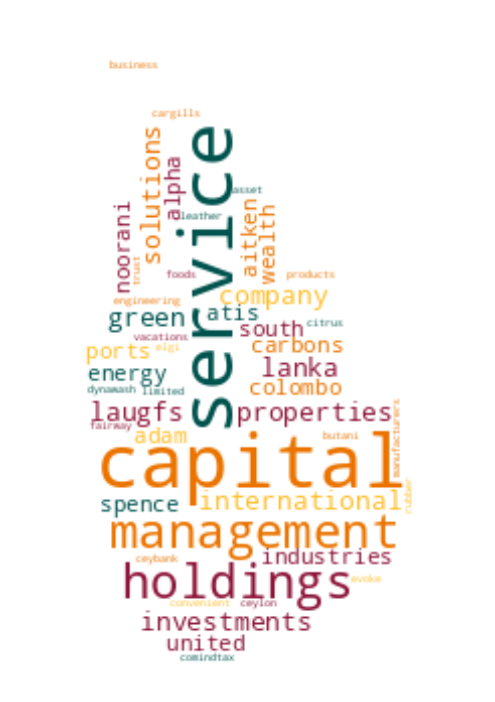 business
cargills
service
solutions
alpha
asset
leather
noorani
aitken
wealth
trust
foods
products
engineering
company
green
atis
south
citrus
vacations
ports
elgi
carbons
energy
lanka
dynawash
limited
colombo
laugfs
properties
manufacturers
fairway
adam
butani
capital
rubber
spence
international
management
ceybank
industries
holdings
evoke
convenient
ceylon
investments
united
comindtax